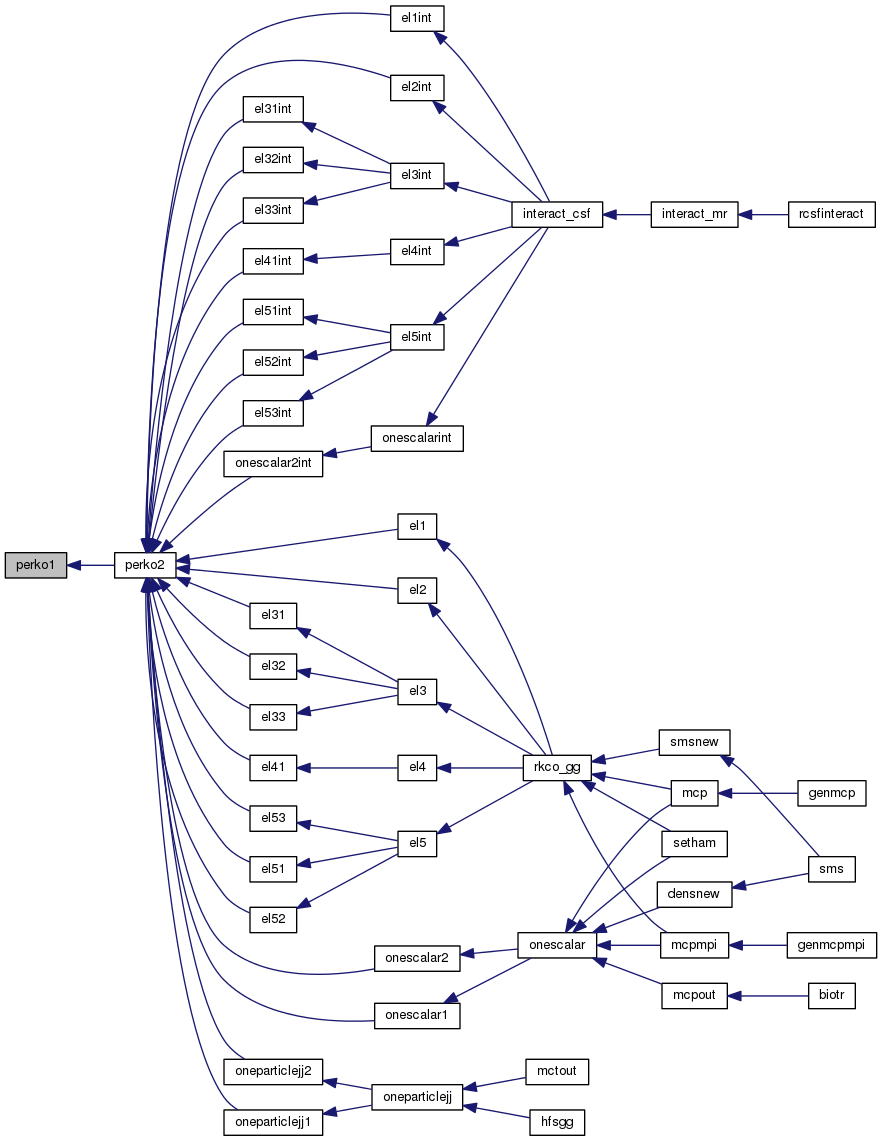 el1int
el2int
el31int
el32int
el3int
el33int
interact_csf
interact_mr
rcsfinteract
el41int
el4int
el51int
el5int
el52int
el53int
onescalarint
onescalar2int
el1
perko1
perko2
el2
el31
el32
el3
el33
smsnew
el41
el4
rkco_gg
mcp
genmcp
el53
el5
setham
el51
sms
densnew
el52
onescalar
mcpmpi
genmcpmpi
onescalar2
mcpout
biotr
onescalar1
oneparticlejj2
mctout
oneparticlejj
oneparticlejj1
hfsgg